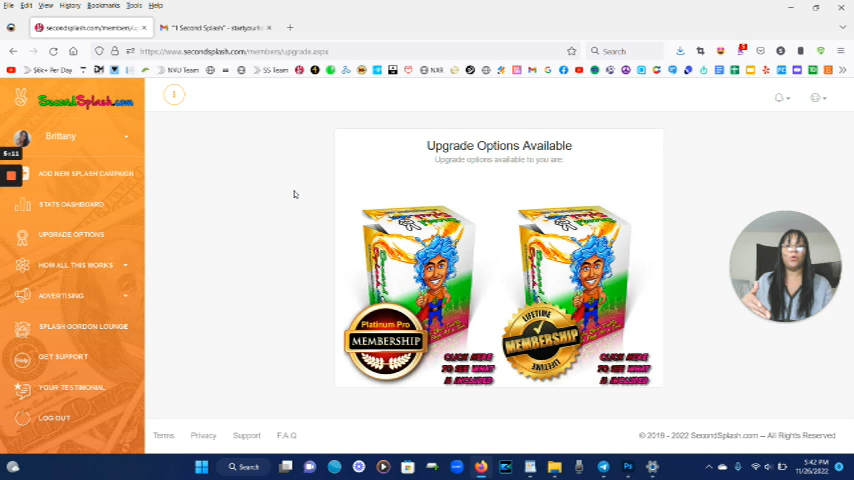 File Edit View History Bookmarks Tools Help
secondsplash.com/members/up
"1 Second Splash" - startyourho
https://www.secondsplash.com/members/upgrade.aspx
Search
$6k+ Per Day
NVU Team
SS Team
NXR
SecondSplash.com
Brittany
5:11
ADD NEW SPLASH CAMPAIGN
STATS DASHBOARD
UPGRADE OPTIONS
HOW ALL THIS WORKS
ADVERTISING
SPLASH GORDON LOUNGE
GET SUPPORT
YOUR TESTIMONIAL
LOG OUT
Upgrade Options Available
Upgrade options available to you are:
Platinum Pro
MEMBERSHIP
CLICK HERE
TO SEE WHAT
IS INCLUDED
LIFETIME
MEMBERSHIP
LIFETIME
CLICK HERE
TO SEE WHAT
IS INCLUDED
Terms Privacy Support F.A.Q
© 2019 - 2022 SecondSplash.com -- All Rights Reserved
Search
5:42 PM
11/26/2022